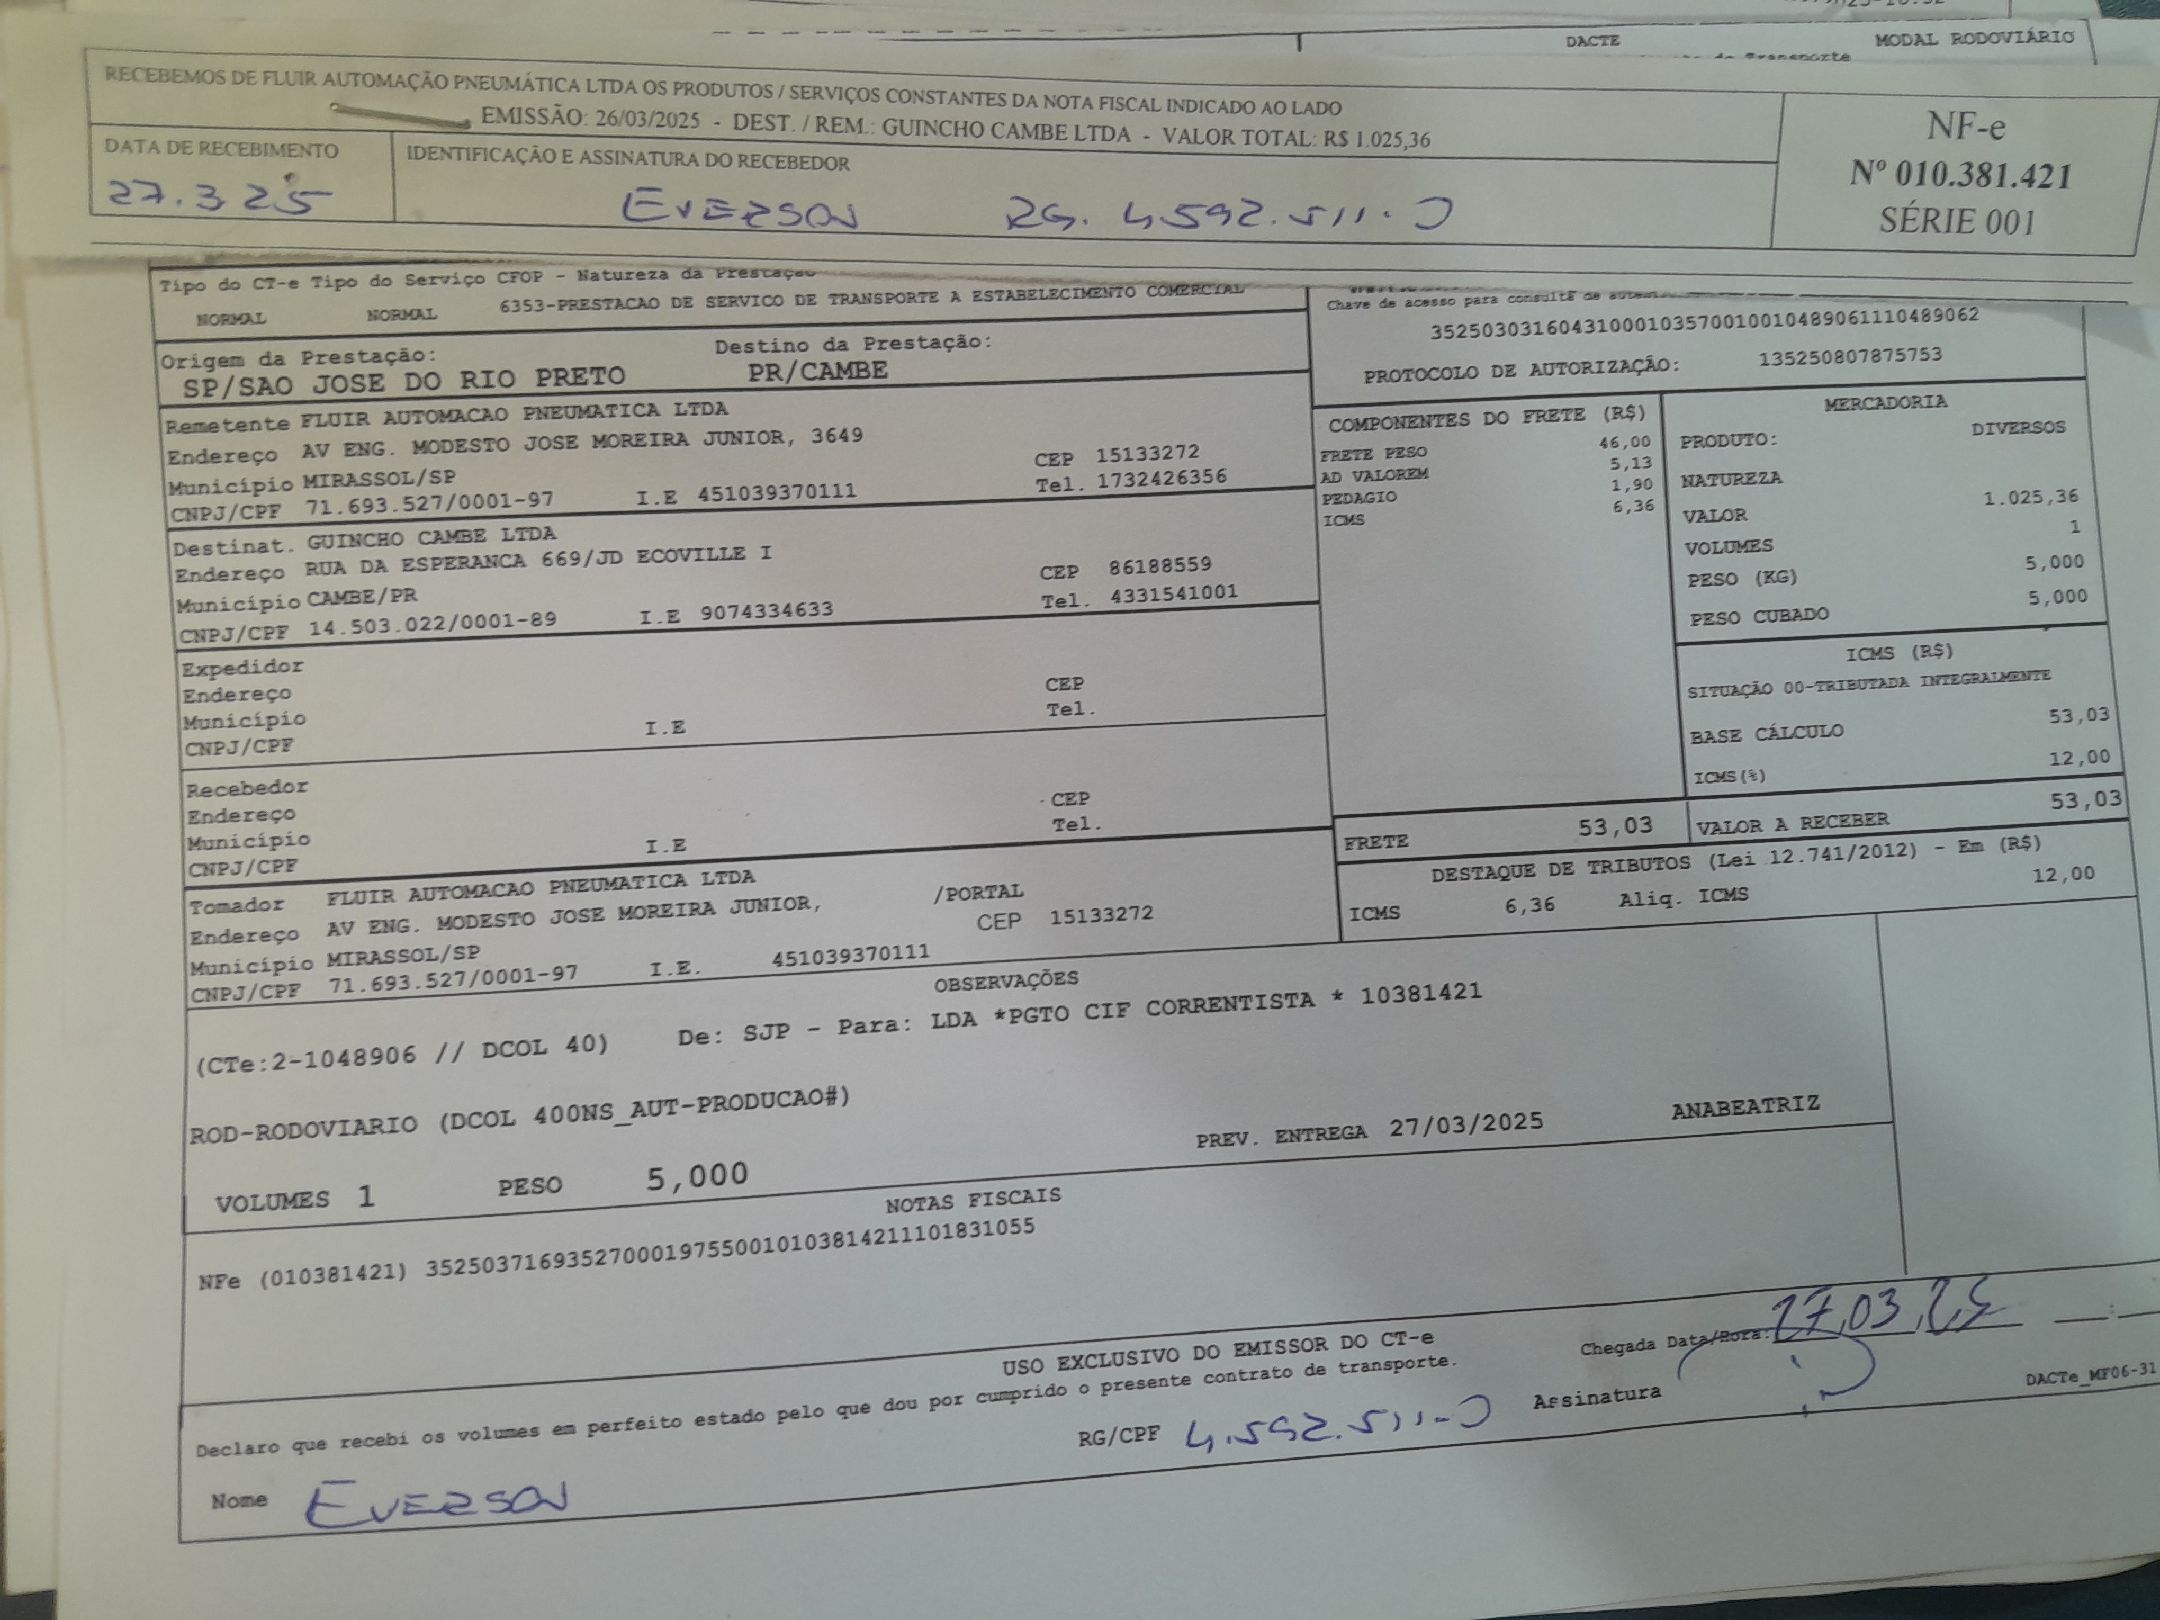 DACTE
MODAL RODOVIÁRIO
RECEBEMOS DE FLUIR AUTOMAÇÃO PNEUMÁTICA LTDA OS PRODUTOS / SERVIÇOS CONSTANTES DA NOTA FISCAL INDICADO AO LADO
EMISSÃO: 26/03/2025 - DEST. / REM.: GUINCHO CAMBE LTDA - VALOR TOTAL: R$ 1.025,36
DATA DE RECEBIMENTO
27.3 25
IDENTIFICAÇÃO E ASSINATURA DO RECEBEDOR
EVERSON RG. 4.592.511-0
NF-e
Nº 010.381.421
SÉRIE 001
Tipo do CT-e Tipo do Serviço CFOP - Natureza da Prestação
NORMAL NORMAL 6353-PRESTACAO DE SERVICO DE TRANSPORTE A ESTABELECIMENTO COMERCIAL
Chave de acesso para consulta de
35250303160431000103570010010489061110489062
PROTOCOLO DE AUTORIZAÇÃO: 135250807875753
Origem da Prestação: Destino da Prestação:
SP/SAO JOSE DO RIO PRETO PR/CAMBE
Remetente FLUIR AUTOMACAO PNEUMATICA LTDA
Endereço AV ENG. MODESTO JOSE MOREIRA JUNIOR, 3649
Município MIRASSOL/SP CEP 15133272
CNPJ/CPF 71.693.527/0001-97 I.E 451039370111 Tel. 1732426356
Destinat. GUINCHO CAMBE LTDA
Endereço RUA DA ESPERANCA 669/JD ECOVILLE I
Município CAMBE/PR CEP 86188559
CNPJ/CPF 14.503.022/0001-89 I.E 9074334633 Tel. 4331541001
Expedidor
Endereço
Município CEP
CNPJ/CPF I.E Tel.
Recebedor
Endereço
Município CEP
CNPJ/CPF I.E Tel.
Tomador FLUIR AUTOMACAO PNEUMATICA LTDA
Endereço AV ENG. MODESTO JOSE MOREIRA JUNIOR, /PORTAL
Município MIRASSOL/SP CEP 15133272
CNPJ/CPF 71.693.527/0001-97 I.E. 451039370111
COMPONENTES DO FRETE (R$)
FRETE PESO 46,00
AD VALOREM 5,13
PEDAGIO 1,90
ICMS 6,36
MERCADORIA
PRODUTO: DIVERSOS
NATUREZA
VALOR 1.025,36
VOLUMES 1
PESO (KG) 5,000
PESO CUBADO 5,000
ICMS (R$)
SITUAÇÃO 00-TRIBUTADA INTEGRALMENTE
BASE CÁLCULO 53,03
ICMS(%) 12,00
FRETE 53,03 VALOR A RECEBER 53,03
DESTAQUE DE TRIBUTOS (Lei 12.741/2012) - Em (R$)
ICMS 6,36 Aliq. ICMS 12,00
OBSERVAÇÕES
(CTe:2-1048906 // DCOL 40) De: SJP - Para: LDA *PGTO CIF CORRENTISTA * 10381421
ROD-RODOVIARIO (DCOL 400NS_AUT-PRODUCAO#)
PREV. ENTREGA 27/03/2025 ANABEATRIZ
VOLUMES 1 PESO 5,000
NOTAS FISCAIS
NFe (010381421) 35250371693527000197550010103814211101831055
USO EXCLUSIVO DO EMISSOR DO CT-e
Chegada Data/Hora: 27,03,25 __:__
Declaro que recebi os volumes em perfeito estado pelo que dou por cumprido o presente contrato de transporte.
Nome EVERSON RG/CPF 4.592.511-0 Assinatura
DACTe_MF06-31